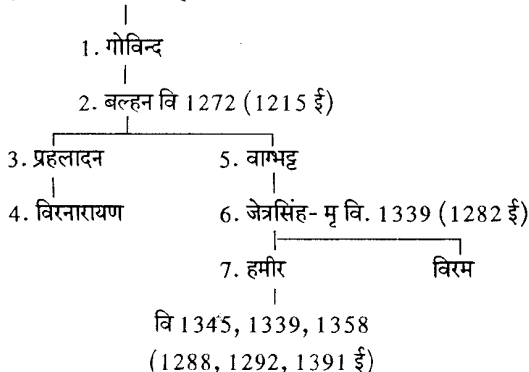 1. गोविन्द
2. बल्हन वि 1272 (1215 ई)
3. प्रहलादन 5. वाग्भट्ट
4. विरनारायण 6. जेत्रसिंह- मृ वि. 1339 (1282 ई)
7. हमीर विरम
वि 1345, 1339, 1358
(1288, 1292, 1391 ई)